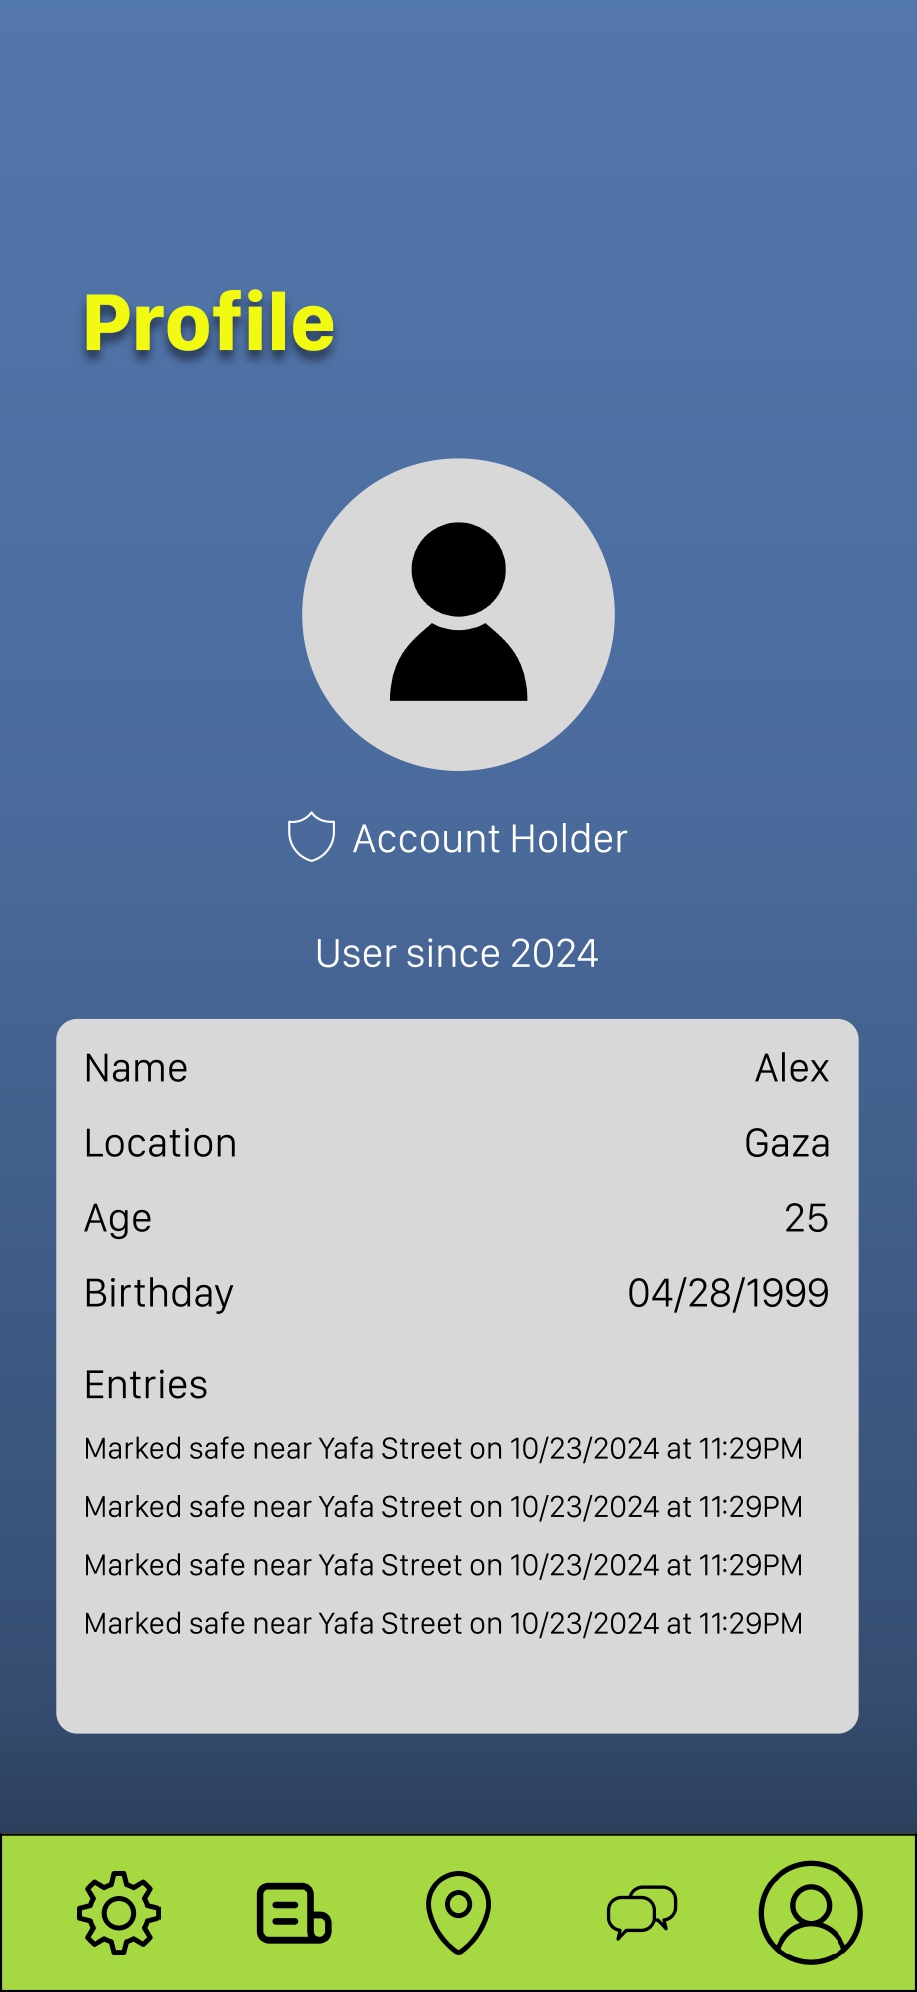 Profile
Account Holder
User since 2024
Name Alex
Location Gaza
Age 25
Birthday 04/28/1999
Entries
Marked safe near Yafa Street on 10/23/2024 at 11:29PM
Marked safe near Yafa Street on 10/23/2024 at 11:29PM
Marked safe near Yafa Street on 10/23/2024 at 11:29PM
Marked safe near Yafa Street on 10/23/2024 at 11:29PM